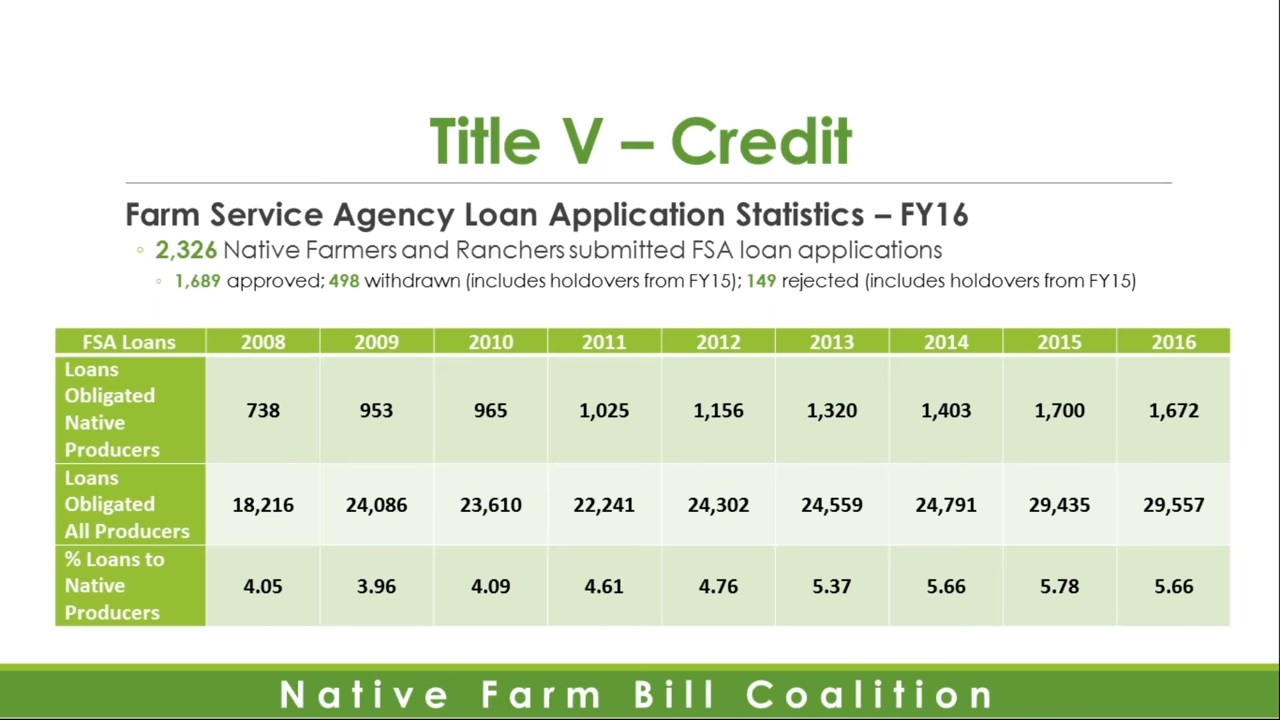 Title V – Credit
Farm Service Agency Loan Application Statistics – FY16
◦ 2,326 Native Farmers and Ranchers submitted FSA loan applications
◦ 1,689 approved; 498 withdrawn (includes holdovers from FY15); 149 rejected (includes holdovers from FY15)
FSA Loans 2008 2009 2010 2011 2012 2013 2014 2015 2016
Loans
Obligated
Native
Producers
738 953 965 1,025 1,156 1,320 1,403 1,700 1,672
Loans
Obligated
All Producers
18,216 24,086 23,610 22,241 24,302 24,559 24,791 29,435 29,557
% Loans to
Native
Producers
4.05 3.96 4.09 4.61 4.76 5.37 5.66 5.78 5.66
Native Farm Bill Coalition